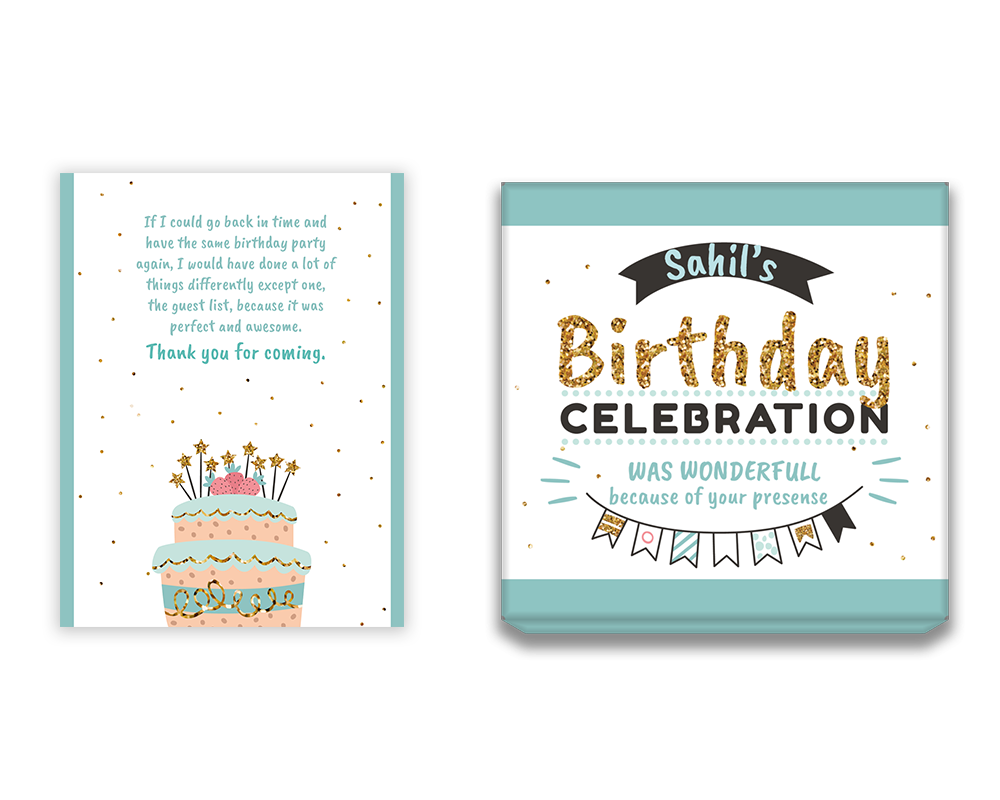 If I could go back in time and
have the same birthday party
again, I would have done a lot of
things differently except one,
the guest list, because it was
perfect and awesome.
Thank you for coming.
Sahil's
Birthday
CELEBRATION
WAS WONDERFULL
because of your presense